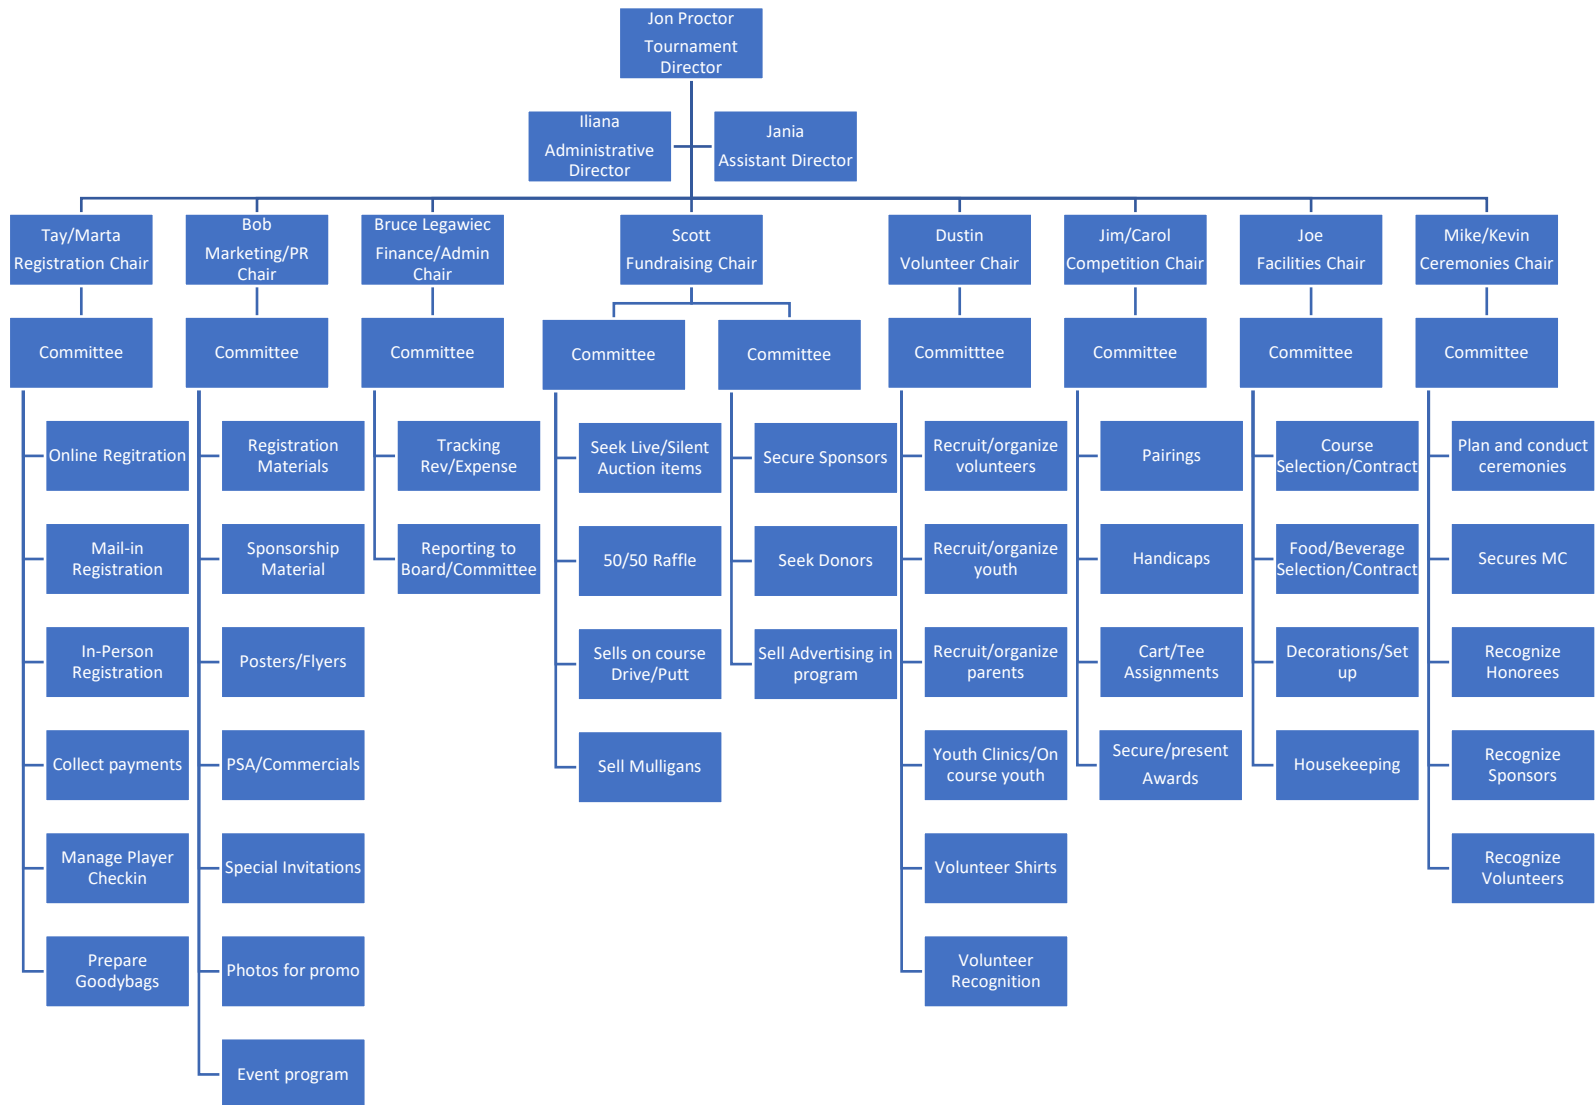 Jon Proctor
Tournament
Director
Iliana
Administrative
Director
Jania
Assistant Director
Tay/Marta
Registration Chair
Bob
Marketing/PR
Chair
Bruce Legawiec
Finance/Admin
Chair
Scott
Fundraising Chair
Dustin
Volunteer Chair
Jim/Carol
Competition Chair
Joe
Facilities Chair
Mike/Kevin
Ceremonies Chair
Committee
Committee
Committee
Committee
Committee
Committtee
Committee
Committee
Committee
Online Regitration
Mail-in
Registration
In-Person
Registration
Collect payments
Manage Player
Checkin
Prepare
Goodybags
Registration
Materials
Sponsorship
Material
Posters/Flyers
PSA/Commercials
Special Invitations
Photos for promo
Event program
Tracking
Rev/Expense
Reporting to
Board/Committee
Seek Live/Silent
Auction items
50/50 Raffle
Sells on course
Drive/Putt
Sell Mulligans
Secure Sponsors
Seek Donors
Sell Advertising in
program
Recruit/organize
volunteers
Recruit/organize
youth
Recruit/organize
parents
Youth Clinics/On
course youth
Volunteer Shirts
Volunteer
Recognition
Pairings
Handicaps
Cart/Tee
Assignments
Secure/present
Awards
Course
Selection/Contract
Food/Beverage
Selection/Contract
Decorations/Set
up
Housekeeping
Plan and conduct
ceremonies
Secures MC
Recognize
Honorees
Recognize
Sponsors
Recognize
Volunteers